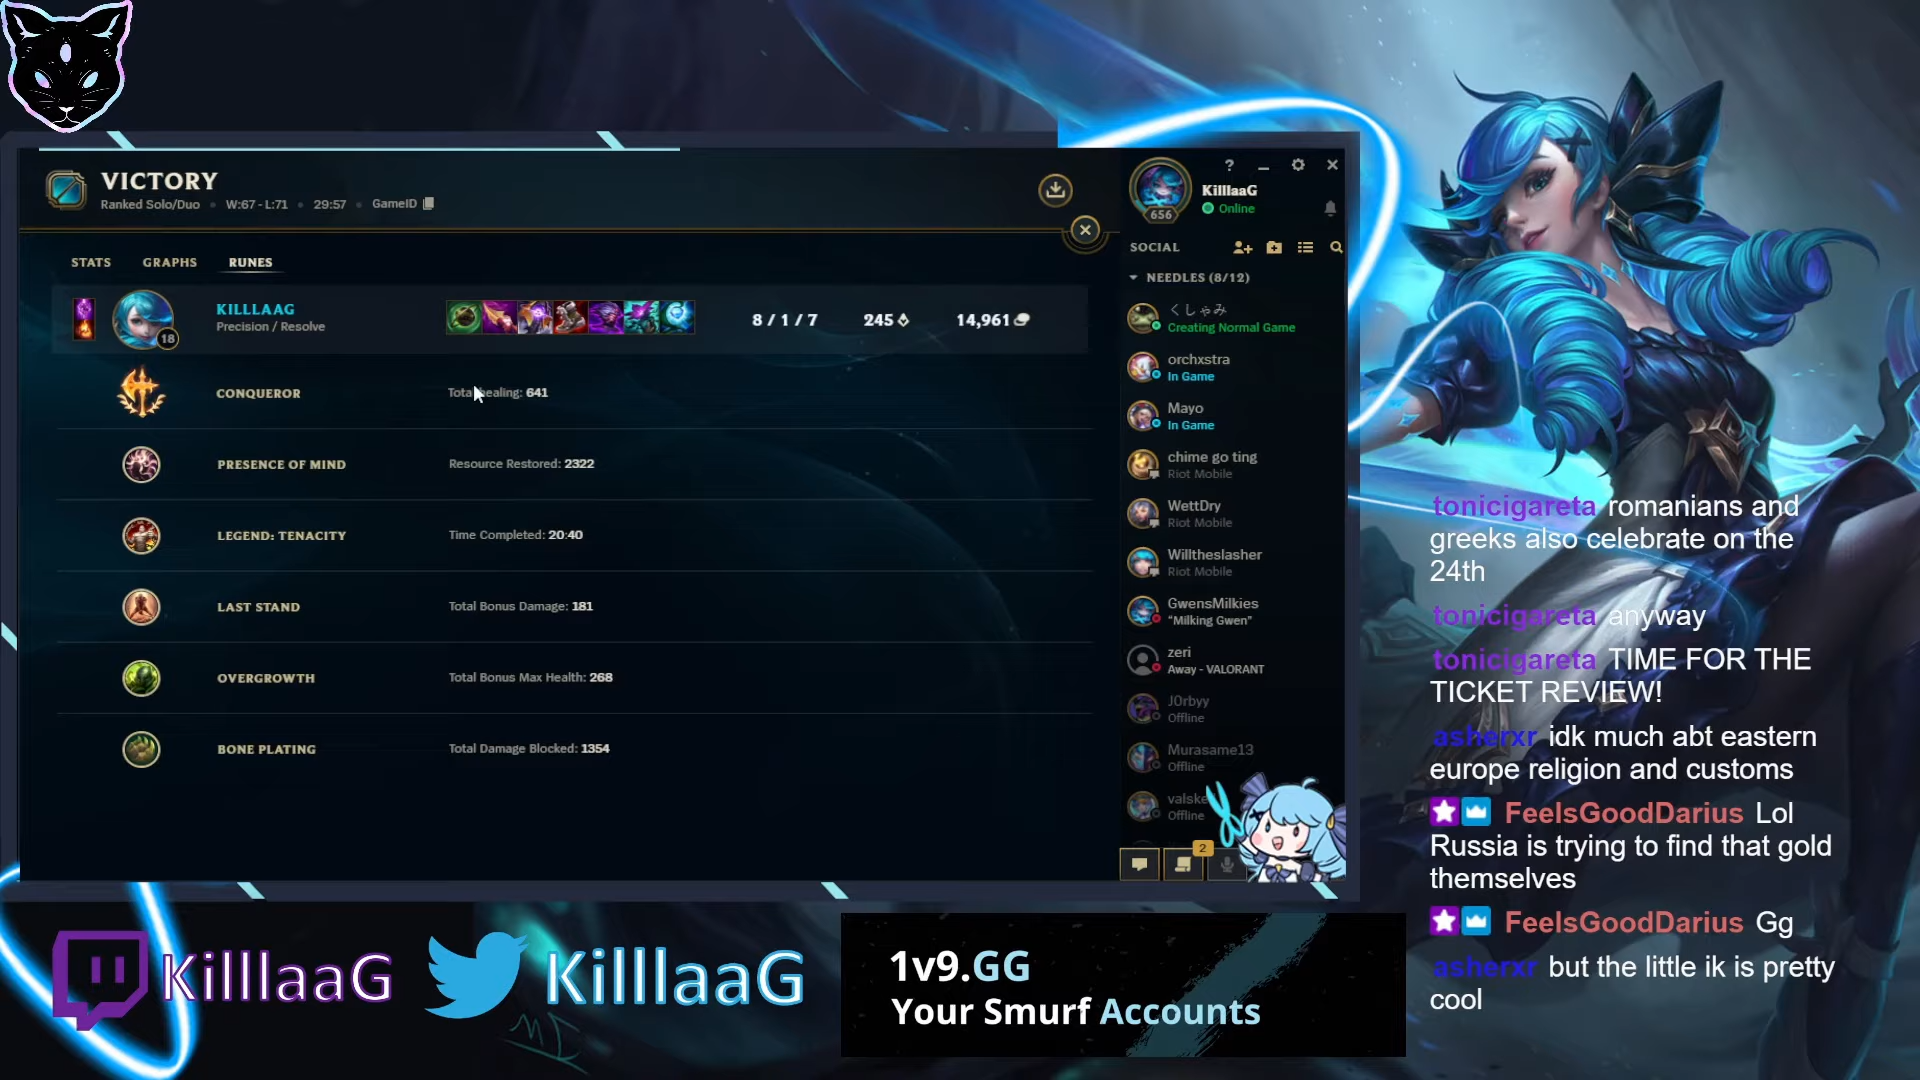 VICTORY
Ranked Solo/Duo • W:67 - L:71 • 29:57 • GameID
STATS GRAPHS RUNES
18
KILLLAAG
Precision / Resolve
8 / 1 / 7
245
14,961
CONQUEROR
Total healing: 641
PRESENCE OF MIND
Resource Restored: 2322
LEGEND: TENACITY
Time Completed: 20:40
LAST STAND
Total Bonus Damage: 181
OVERGROWTH
Total Bonus Max Health: 268
BONE PLATING
Total Damage Blocked: 1354
?
656
KilllaaG
Online
SOCIAL
NEEDLES (8/12)
くしゃみ
Creating Normal Game
orchxstra
In Game
Mayo
In Game
chime go ting
Riot Mobile
WettDry
Riot Mobile
Willtheslasher
Riot Mobile
GwensMilkies
"Milking Gwen"
zeri
Away - VALORANT
J0rbyy
Offline
Murasame13
Offline
valske
Offline
2
tonicigareta romanians and
greeks also celebrate on the
24th
tonicigareta anyway
tonicigareta TIME FOR THE
TICKET REVIEW!
asherxr idk much abt eastern
europe religion and customs
FeelsGoodDarius Lol
Russia is trying to find that gold
themselves
FeelsGoodDarius Gg
asherxr but the little ik is pretty
cool
KilllaaG
KilllaaG
1v9.GG
Your Smurf Accounts